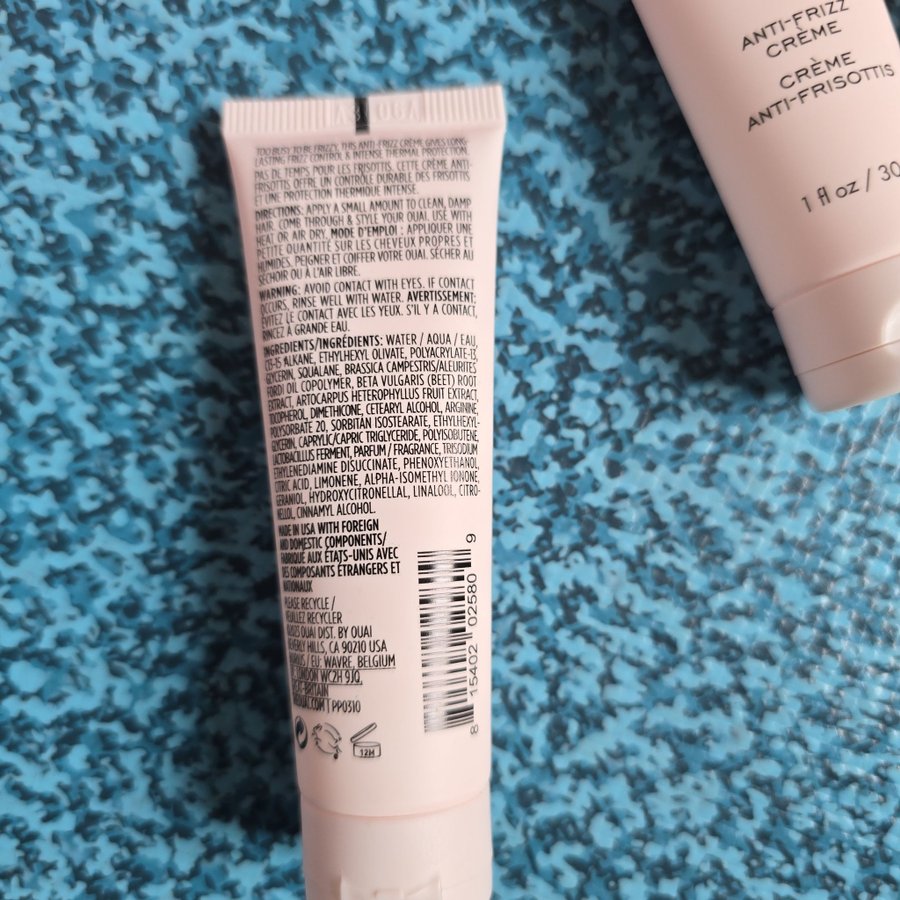 TOO BUSY TO BE FRIZZY, THIS ANTI-FRIZZ CRÈME GIVES LONG-
LASTING FRIZZ CONTROL & INTENSE THERMAL PROTECTION.
PAS DE TEMPS POUR LES FRISOTTIS. CETTE CRÈME ANTI-
FRISOTTIS OFFRE UN CONTRÔLE DURABLE DES FRISOTTIS
ET UNE PROTECTION THERMIQUE INTENSE.
DIRECTIONS: APPLY A SMALL AMOUNT TO CLEAN, DAMP
HAIR. COMB THROUGH & STYLE YOUR OUAI. USE WITH
HEAT OR AIR DRY. MODE D'EMPLOI : APPLIQUER UNE
PETITE QUANTITÉ SUR LES CHEVEUX PROPRES ET
HUMIDES. PEIGNER ET COIFFER VOTRE OUAI. SÉCHER AU
SÉCHOIR OU À L'AIR LIBRE.
WARNING: AVOID CONTACT WITH EYES. IF CONTACT
OCCURS, RINSE WELL WITH WATER. AVERTISSEMENT:
ÉVITEZ LE CONTACT AVEC LES YEUX. S'IL Y A CONTACT,
RINCEZ À GRANDE EAU.
INGREDIENTS/INGRÉDIENTS: WATER / AQUA / EAU,
C13-15 ALKANE, ETHYLHEXYL OLIVATE, POLYACRYLATE-13,
GLYCERIN, SQUALANE, BRASSICA CAMPESTRIS/ALEURITES
FORDI OIL COPOLYMER, BETA VULGARIS (BEET) ROOT
EXTRACT, ARTOCARPUS HETEROPHYLLUS FRUIT EXTRACT,
TOCOPHEROL, DIMETHICONE, CETEARYL ALCOHOL, ARGININE,
POLYSORBATE 20, SORBITAN ISOSTEARATE, ETHYLHEXYL-
GLYCERIN, CAPRYLIC/CAPRIC TRIGLYCERIDE, POLYISOBUTENE,
LACTOBACILLUS FERMENT, PARFUM / FRAGRANCE, TRISODIUM
ETHYLENEDIAMINE DISUCCINATE, PHENOXYETHANOL,
CITRIC ACID, LIMONENE, ALPHA-ISOMETHYL IONONE,
GERANIOL, HYDROXYCITRONELLAL, LINALOOL, CITRO-
NELLOL, CINNAMYL ALCOHOL.
MADE IN USA WITH FOREIGN
AND DOMESTIC COMPONENTS/
FABRIQUÉ AUX ÉTATS-UNIS AVEC
DES COMPOSANTS ÉTRANGERS ET
NATIONAUX
PLEASE RECYCLE /
VEUILLEZ RECYCLER
©2023 OUAI DIST. BY OUAI
BEVERLY HILLS, CA 90210 USA
/ EU: WAVRE, BELGIUM
LONDON WC2H 9JQ,
BRITAIN
PP0310
12M
8 15402 02580 9
ANTI-FRIZZ
CRÈME
CRÈME
ANTI-FRISOTTIS
1 fl oz / 30